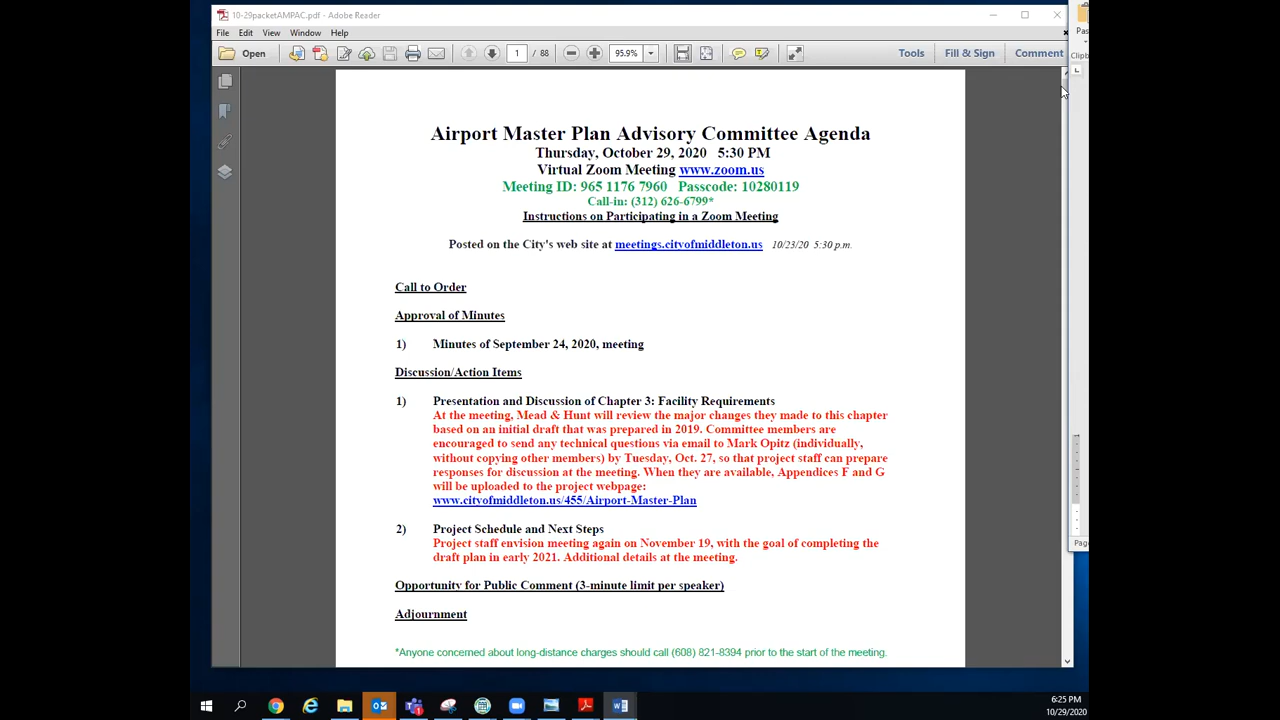 10-29packetAMPAC.pdf - Adobe Reader
File Edit View Window Help
Open 1 / 88 95.9% Tools Fill & Sign Comment
Airport Master Plan Advisory Committee Agenda
Thursday, October 29, 2020 5:30 PM
Virtual Zoom Meeting www.zoom.us
Meeting ID: 965 1176 7960 Passcode: 10280119
Call-in: (312) 626-6799*
Instructions on Participating in a Zoom Meeting
Posted on the City's web site at meetings.cityofmiddleton.us 10/23/20 5:30 p.m.
Call to Order
Approval of Minutes
1) Minutes of September 24, 2020, meeting
Discussion/Action Items
1) Presentation and Discussion of Chapter 3: Facility Requirements
At the meeting, Mead & Hunt will review the major changes they made to this chapter
based on an initial draft that was prepared in 2019. Committee members are
encouraged to send any technical questions via email to Mark Opitz (individually,
without copying other members) by Tuesday, Oct. 27, so that project staff can prepare
responses for discussion at the meeting. When they are available, Appendices F and G
will be uploaded to the project webpage:
www.cityofmiddleton.us/455/Airport-Master-Plan
2) Project Schedule and Next Steps
Project staff envision meeting again on November 19, with the goal of completing the
draft plan in early 2021. Additional details at the meeting.
Opportunity for Public Comment (3-minute limit per speaker)
Adjournment
*Anyone concerned about long-distance charges should call (608) 821-8394 prior to the start of the meeting.
Pas
Clipb
Page
6:25 PM
10/29/2020